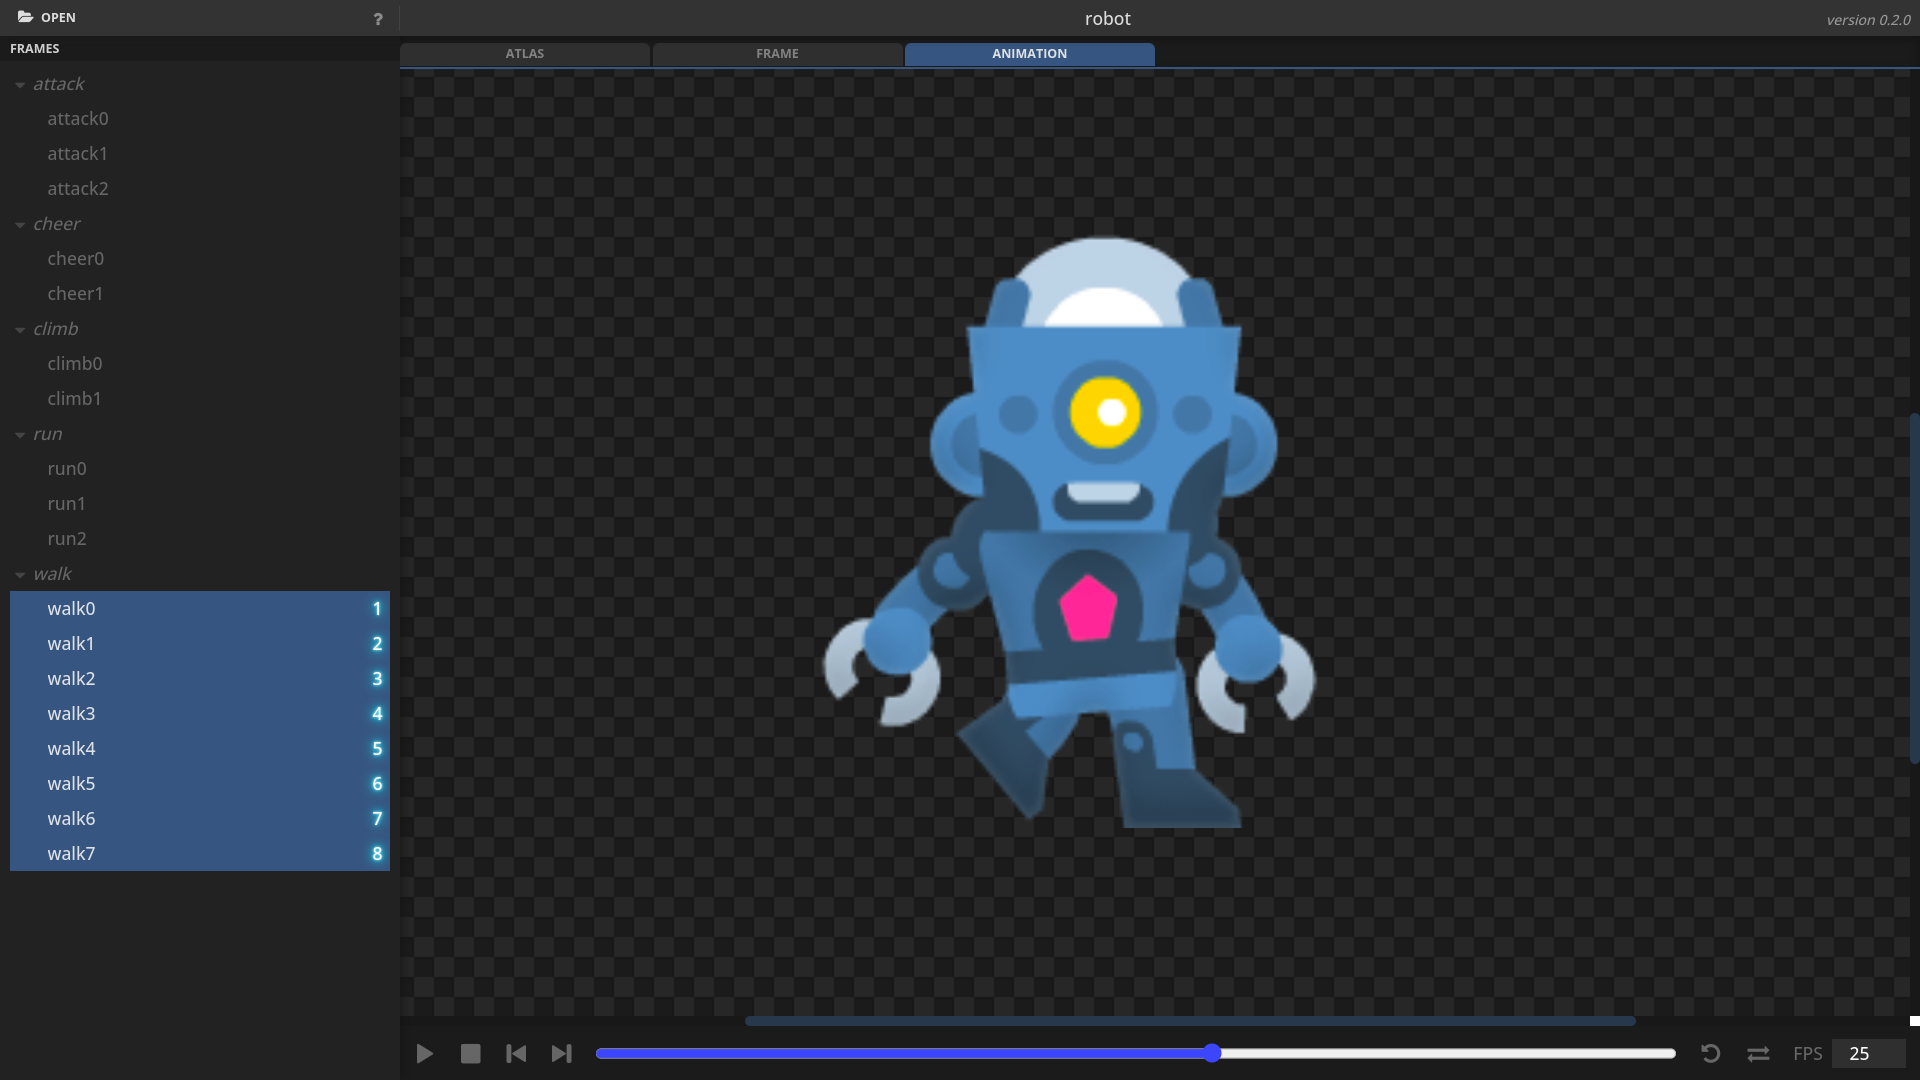 OPEN
?
robot
version 0.2.0
FRAMES
ATLAS
FRAME
ANIMATION
attack
attack0
attack1
attack2
cheer
cheer0
cheer1
climb
climb0
climb1
run
run0
run1
run2
walk
walk0 1
walk1 2
walk2 3
walk3 4
walk4 5
walk5 6
walk6 7
walk7 8
FPS 25